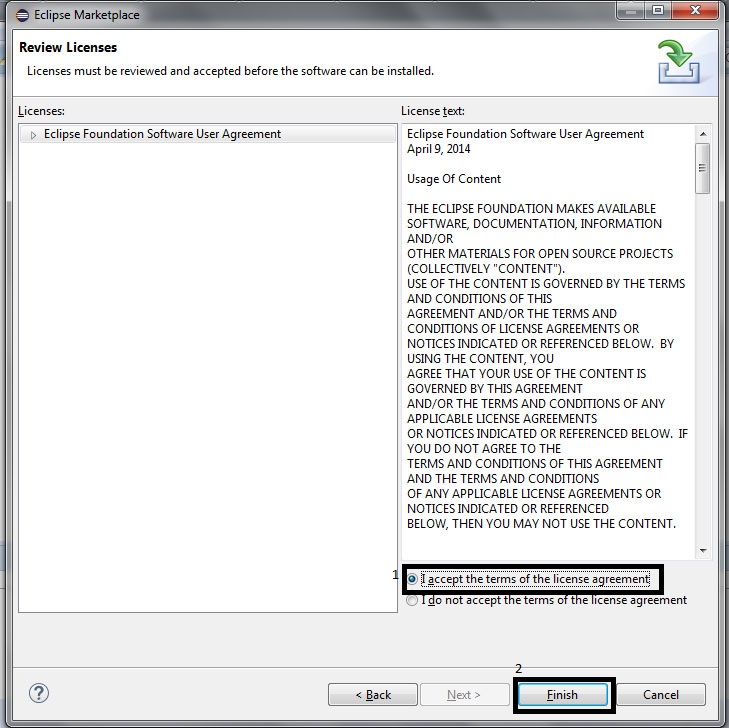 Eclipse Marketplace
Review Licenses
Licenses must be reviewed and accepted before the software can be installed.
Licenses:
License text:
Eclipse Foundation Software User Agreement
Eclipse Foundation Software User Agreement
April 9, 2014
Usage Of Content
THE ECLIPSE FOUNDATION MAKES AVAILABLE
SOFTWARE, DOCUMENTATION, INFORMATION
AND/OR
OTHER MATERIALS FOR OPEN SOURCE PROJECTS
(COLLECTIVELY "CONTENT").
USE OF THE CONTENT IS GOVERNED BY THE TERMS
AND CONDITIONS OF THIS
AGREEMENT AND/OR THE TERMS AND
CONDITIONS OF LICENSE AGREEMENTS OR
NOTICES INDICATED OR REFERENCED BELOW.  BY
USING THE CONTENT, YOU
AGREE THAT YOUR USE OF THE CONTENT IS
GOVERNED BY THIS AGREEMENT
AND/OR THE TERMS AND CONDITIONS OF ANY
APPLICABLE LICENSE AGREEMENTS
OR NOTICES INDICATED OR REFERENCED BELOW.  IF
YOU DO NOT AGREE TO THE
TERMS AND CONDITIONS OF THIS AGREEMENT
AND THE TERMS AND CONDITIONS
OF ANY APPLICABLE LICENSE AGREEMENTS OR
NOTICES INDICATED OR REFERENCED
BELOW, THEN YOU MAY NOT USE THE CONTENT.
1
I accept the terms of the license agreement
I do not accept the terms of the license agreement
2
?
< Back
Next >
Finish
Cancel